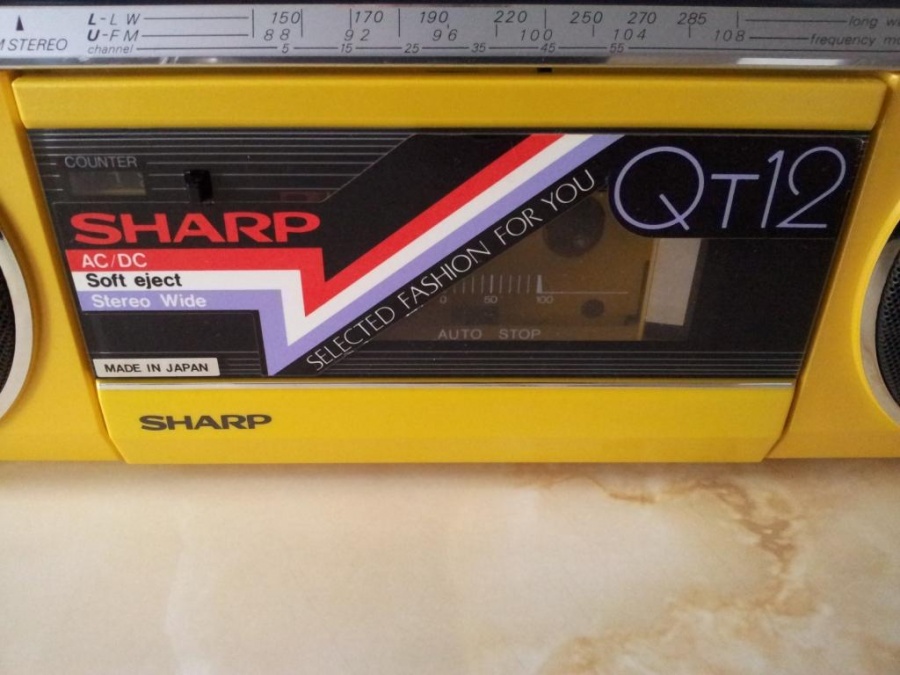 L-LW 150 170 190 220 250 270 285 long
U-FM 88 92 96 100 104 108 frequency
M STEREO
channel 5 15 25 35 45 55
COUNTER
QT12
SHARP
AC/DC
Soft eject
Stereo Wide
SELECTED FASHION FOR YOU
0 50 100
AUTO STOP
MADE IN JAPAN
SHARP